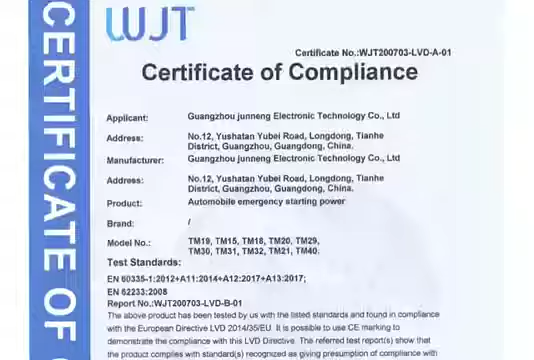 CERTIFICATE OF
WJT
Certificate No.:WJT200703-LVD-A-01
Certificate of Compliance
Applicant: Guangzhou junneng Electronic Technology Co., Ltd
Address: No.12, Yushatan Yubei Road, Longdong, Tianhe
District, Guangzhou, Guangdong, China.
Manufacturer: Guangzhou junneng Electronic Technology Co., Ltd
Address: No.12, Yushatan Yubei Road, Longdong, Tianhe
District, Guangzhou, Guangdong, China.
Product: Automobile emergency starting power
Brand: /
Model No.: TM19, TM15, TM18, TM20, TM29,
TM30, TM31, TM32, TM21, TM40.
Test Standards:
EN 60335-1:2012+A11:2014+A12:2017+A13:2017;
EN 62233:2008
Report No.:WJT200703-LVD-B-01
The above product has been tested by us with the listed standards and found in compliance
with the European Directive LVD 2014/35/EU. It is possible to use CE marking to
demonstrate the compliance with this LVD Directive. The referred test report(s) show that
the product complies with standard(s) recognized as giving presumption of compliance with